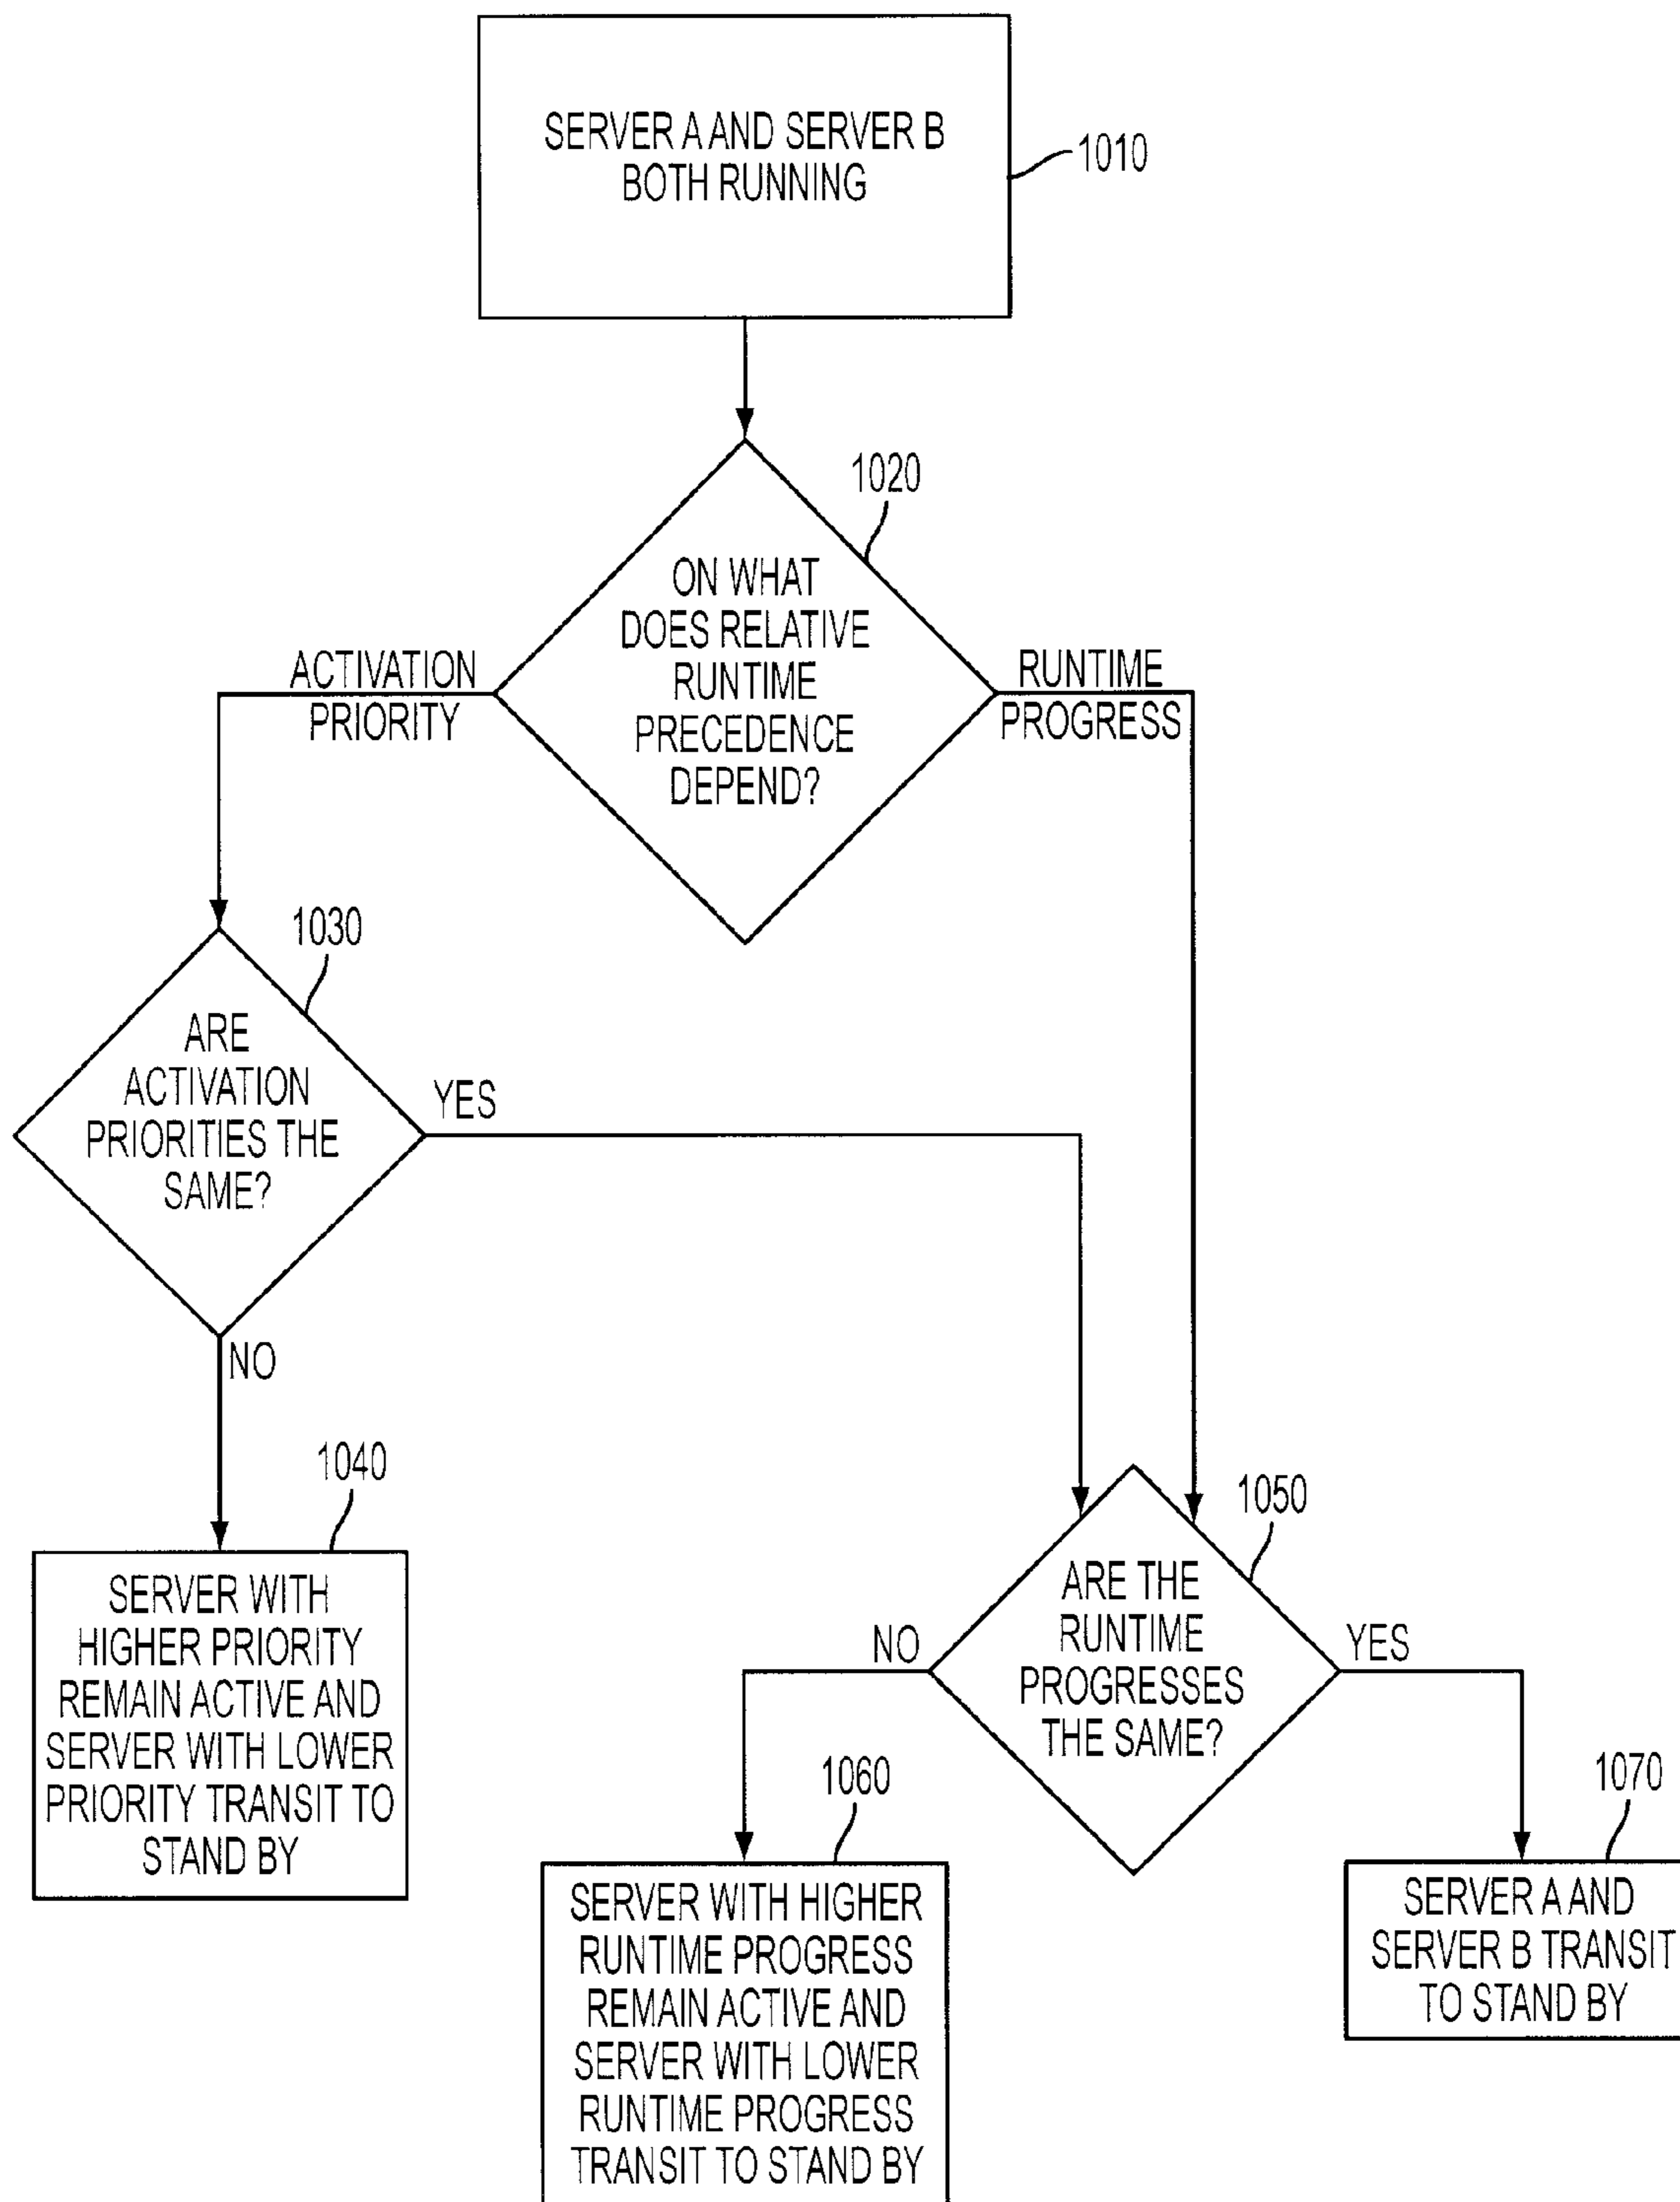 SERVER A AND SERVER B
BOTH RUNNING
1010
1020
ON WHAT
DOES RELATIVE
RUNTIME
PRECEDENCE
DEPEND?
ACTIVATION
PRIORITY
RUNTIME
PROGRESS
1030
ARE
ACTIVATION
PRIORITIES THE
SAME?
YES
NO
1040
SERVER WITH
HIGHER PRIORITY
REMAIN ACTIVE AND
SERVER WITH LOWER
PRIORITY TRANSIT TO
STAND BY
1050
ARE THE
RUNTIME
PROGRESSES
THE SAME?
NO
YES
1060
SERVER WITH HIGHER
RUNTIME PROGRESS
REMAIN ACTIVE AND
SERVER WITH LOWER
RUNTIME PROGRESS
TRANSIT TO STAND BY
1070
SERVER A AND
SERVER B TRANSIT
TO STAND BY